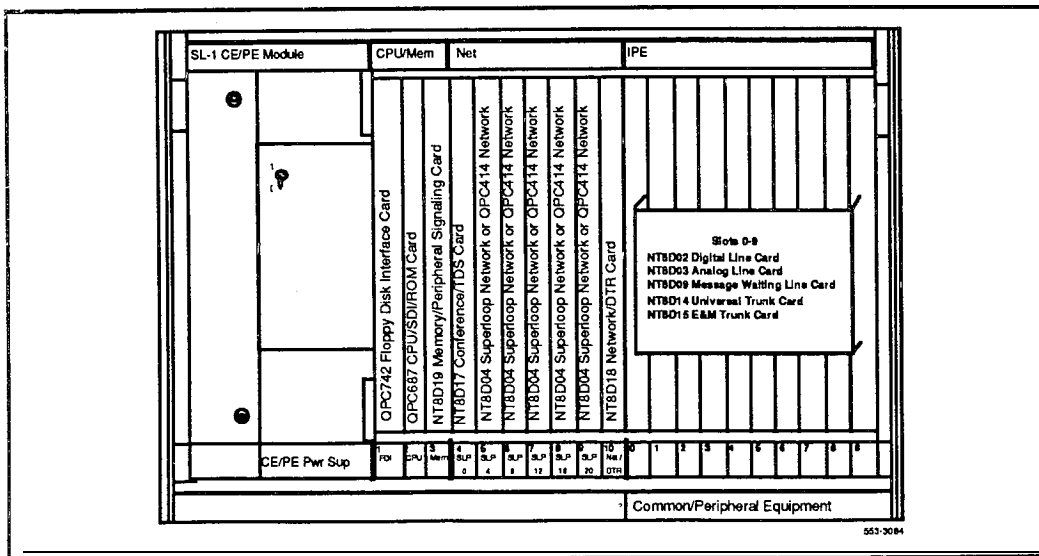 SL-1 CE/PE Module
CPU/Mem
Net
IPE
QPC742 Floppy Disk Interface Card
QPC687 CPU/SDI/ROM Card
NT8D19 Memory/Peripheral Signaling Card
NT8D17 Conference/TDS Card
NT8D04 Superloop Network or QPC414 Network
NT8D04 Superloop Network or QPC414 Network
NT8D04 Superloop Network or QPC414 Network
NT8D04 Superloop Network or QPC414 Network
NT8D04 Superloop Network or QPC414 Network
NT8D18 Network/DTR Card
Slots 0-9
NT8D02 Digital Line Card
NT8D03 Analog Line Card
NT8D09 Message Waiting Line Card
NT8D14 Universal Trunk Card
NT8D15 E&M Trunk Card
CE/PE Pwr Sup
1 3 4 5 6 7 8 9 10 0 1 2 3 4 5 6 7 8 9
FDI CPU Mem SLP SLP SLP SLP SLP SLP Net /
0 4 8 12 16 20 DTR
Common/Peripheral Equipment
553-3084